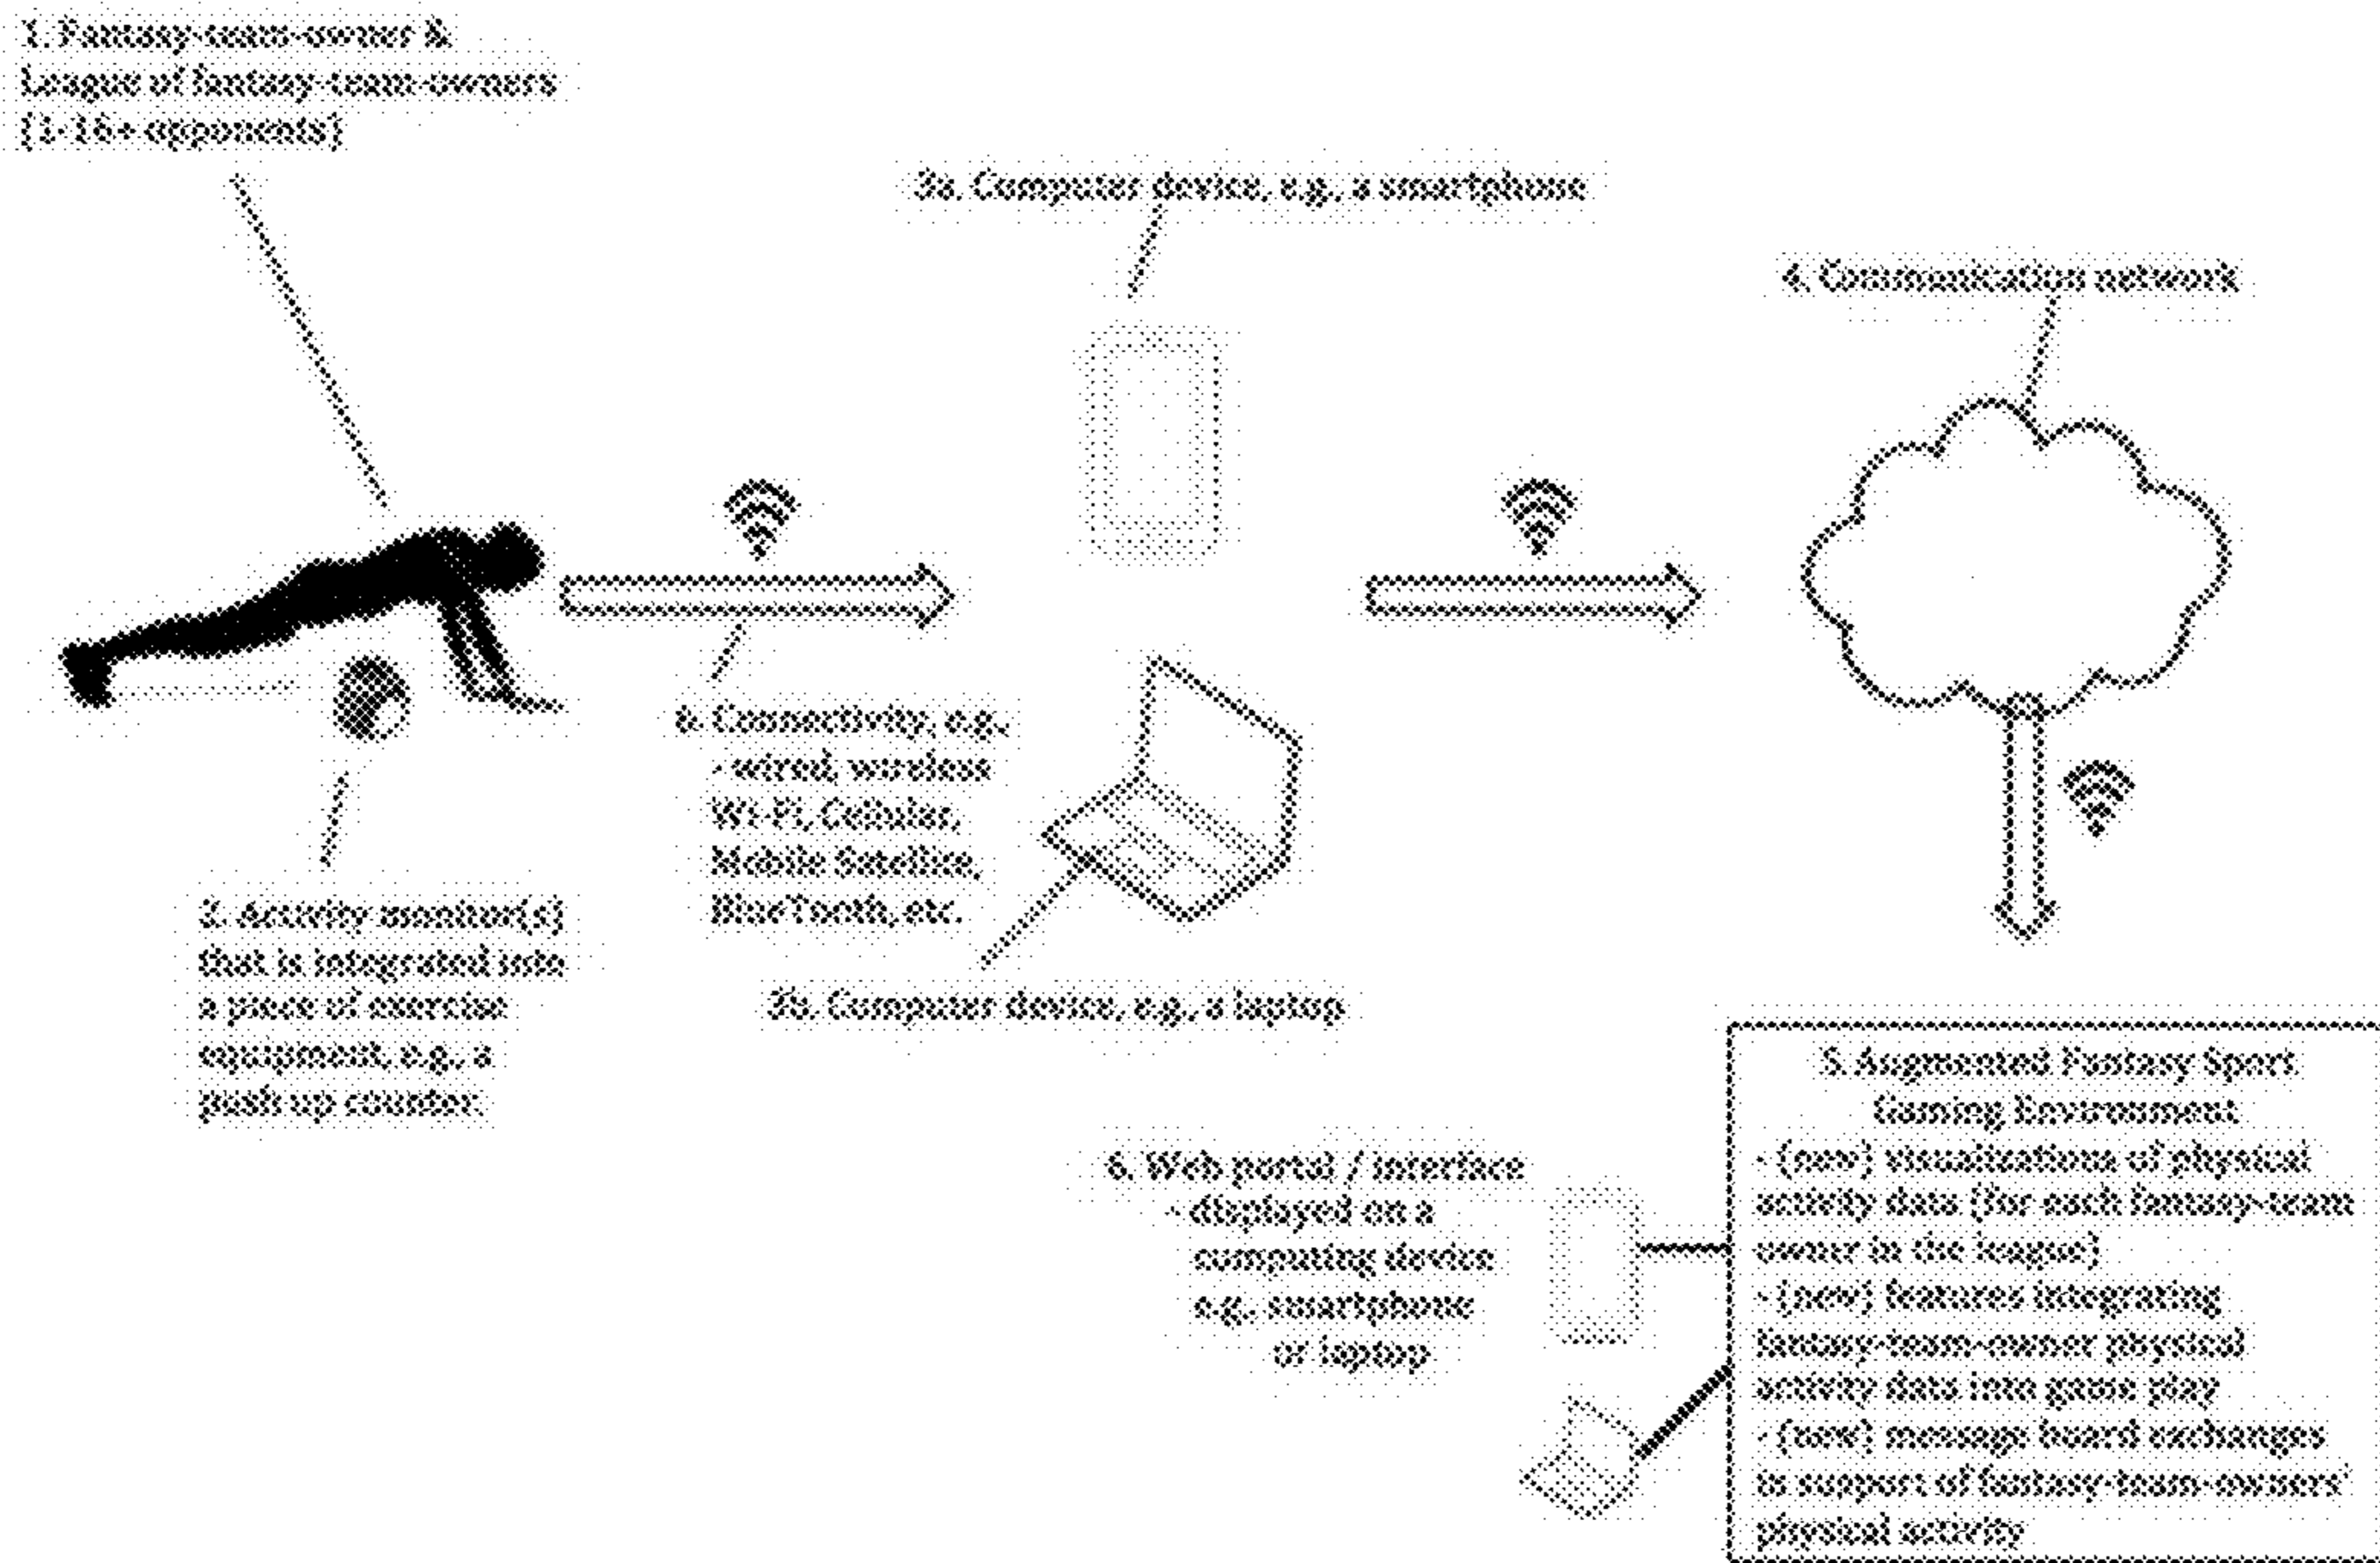 1. Fantasy-team-owner &
League of fantasy-team-owners
[1-16+ opponents]
3a. Computer device, e.g., a smartphone
4. Communication network
6. Connectivity, e.g.,
- wired, wireless
Wi-Fi, Cellular,
Mobile Satellite,
BlueTooth, etc.
2. Activity monitor(s)
that is integrated into
a piece of exercise
equipment, e.g., a
push up counter.
3b. Computer device, e.g., a laptop
5. Augmented Fantasy Sport
Gaming Environment
- (new) visualizations of physical
activity data (for each fantasy-team
owner in the league)
- (new) features integrating
fantasy-team-owner physical
activity data into game play
- (new) message board exchanges
in support of fantasy-team-owners'
physical activity
6. Web portal / interface
- displayed on a
computing device
e.g., smartphone
or laptop